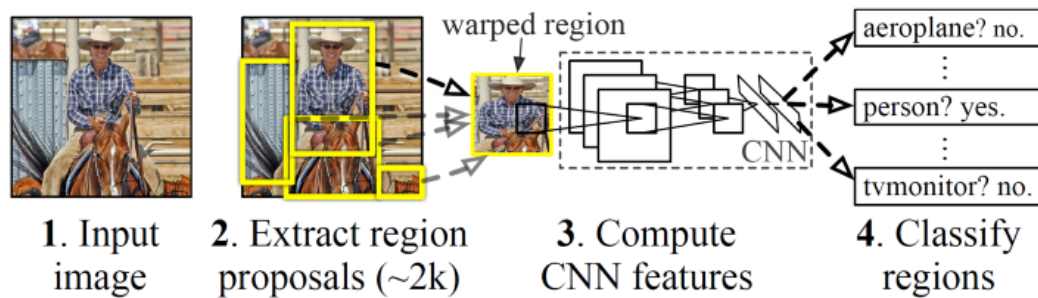 warped region
aeroplane? no.
person? yes.
CNN
tvmonitor? no.
1. Input
image
2. Extract region
proposals (~2k)
3. Compute
CNN features
4. Classify
regions